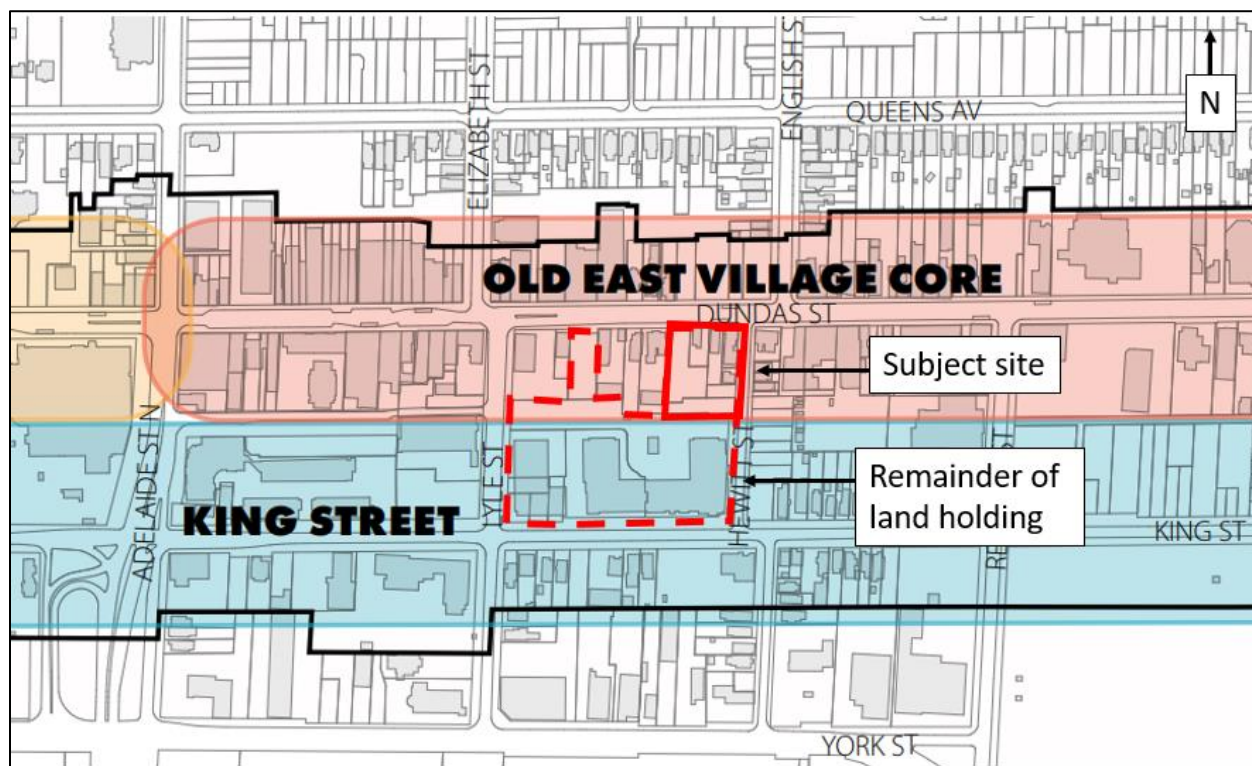 ELIZABETH ST
ENGLISH S
QUEENS AV
N
OLD EAST VILLAGE CORE
DUNDAS ST
Subject site
ADELAIDE ST N
YLE ST
HEWITT ST
Remainder of
land holding
KING STREET
KING ST
YORK ST